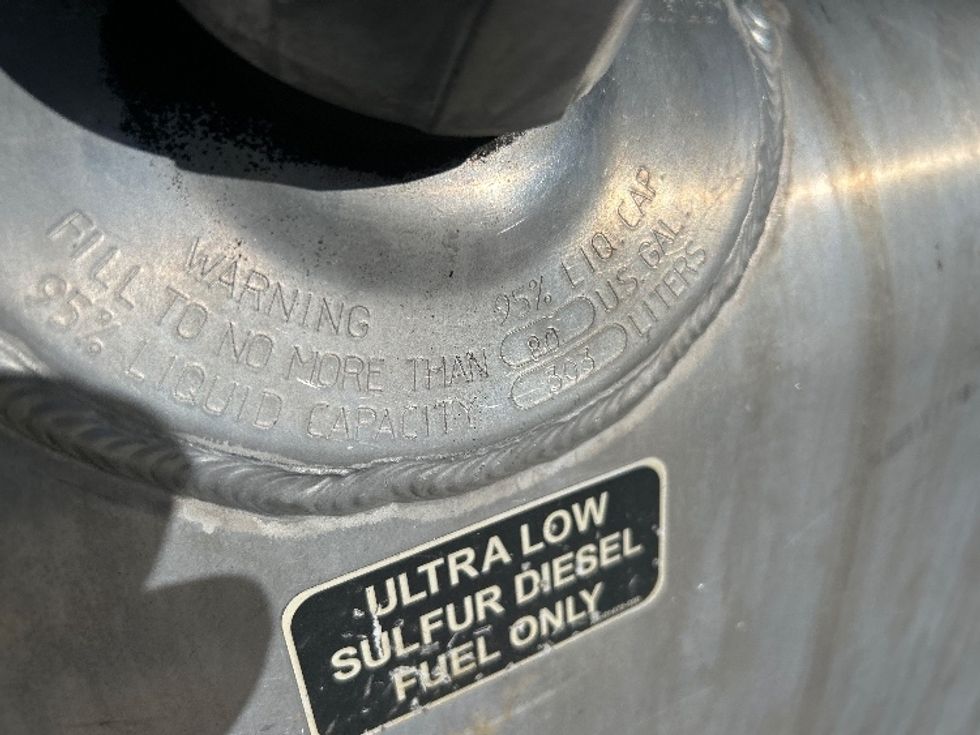 WARNING
FILL TO NO MORE THAN
95% LIQUID CAPACITY
95% LIQ. CAP.
80 US. GAL.
303 LITERS
ULTRA LOW
SULFUR DIESEL
FUEL ONLY